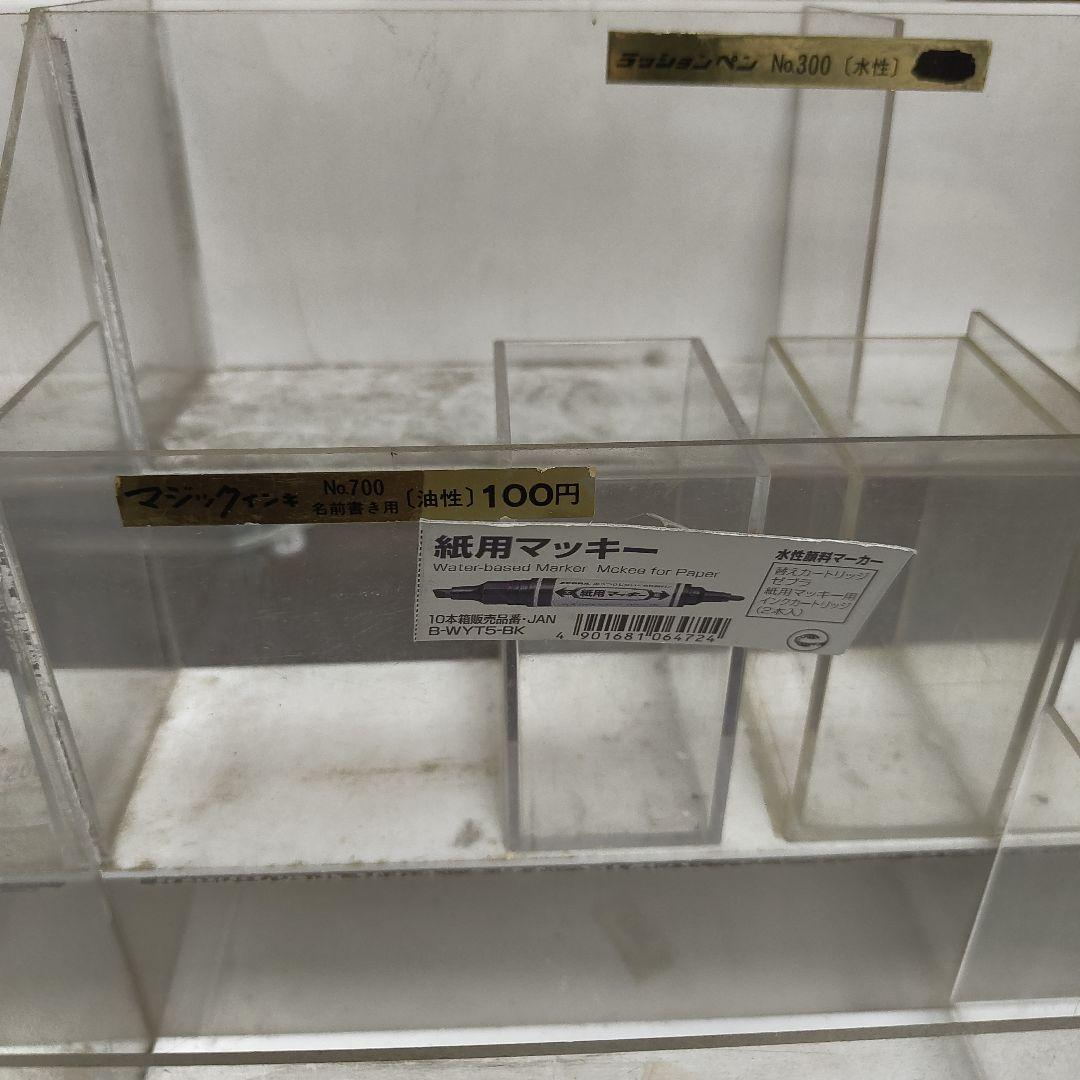 ラッションペン No.300〔水性〕
マジックインキ No.700 名前書き用〔油性〕100円
紙用マッキー
Water-based Marker Mckee for Paper
水性顔料マーカー
替えカートリッジ
ゼブラ
紙用マッキー用
インクカートリッジ
(2本入)
ZEBRA
紙用マッキー
10本箱販売品番・JAN
B-WYT5-BK
4 901681 064724